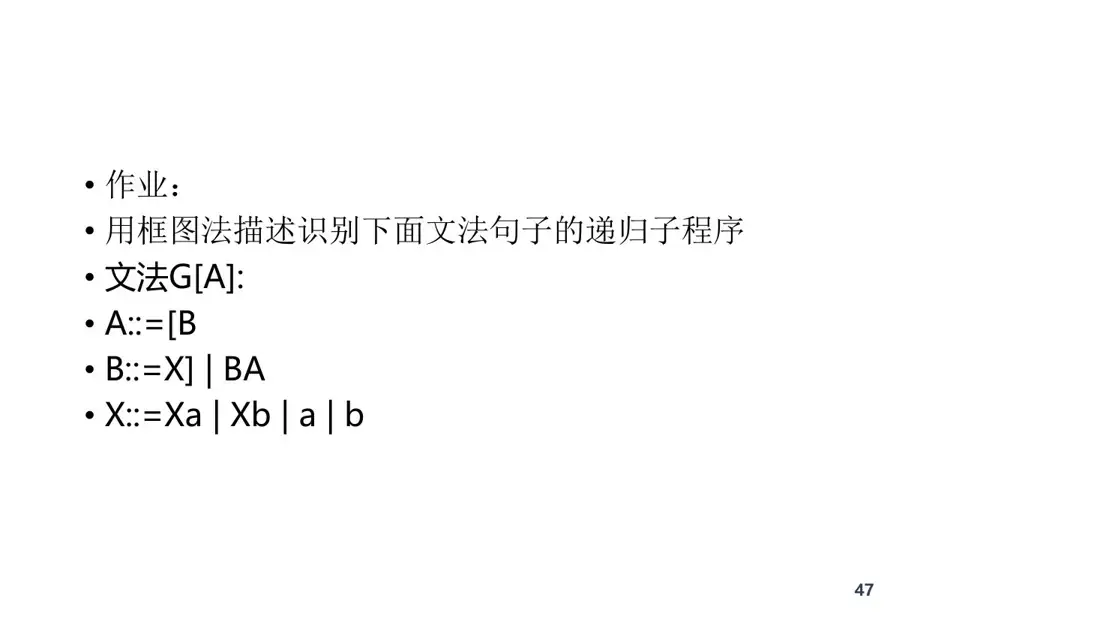 • 作业：
• 用框图法描述识别下面文法句子的递归子程序
• 文法G[A]:
• A::=[B
• B::=X] | BA
• X::=Xa | Xb | a | b
47